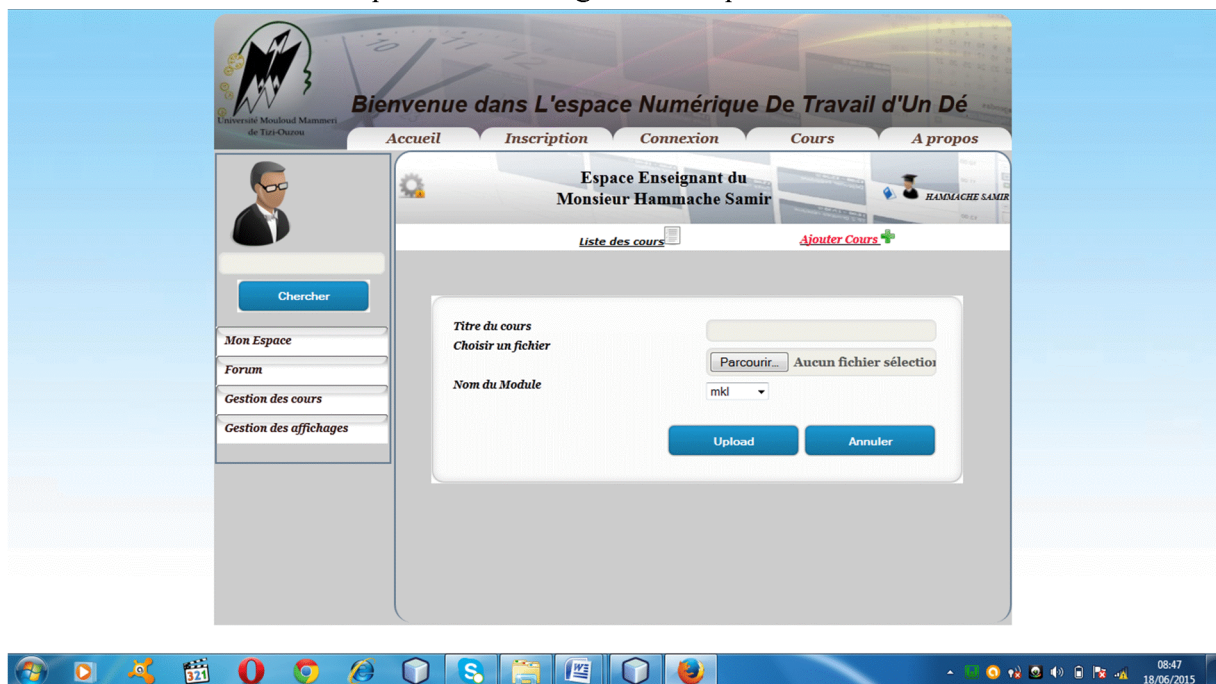 Bienvenue dans L'espace Numérique De Travail d'Un Dé
Université Mouloud Mammeri
de Tizi-Ouzou
Accueil Inscription Connexion Cours A propos
Espace Enseignant du
Monsieur Hammache Samir
HAMMACHE SAMIR
Liste des cours Ajouter Cours
Chercher
Mon Espace
Forum
Gestion des cours
Gestion des affichages
Titre du cours
Choisir un fichier
Parcourir... Aucun fichier sélection
Nom du Module
mkl
Upload Annuler
08:47
18/06/2015